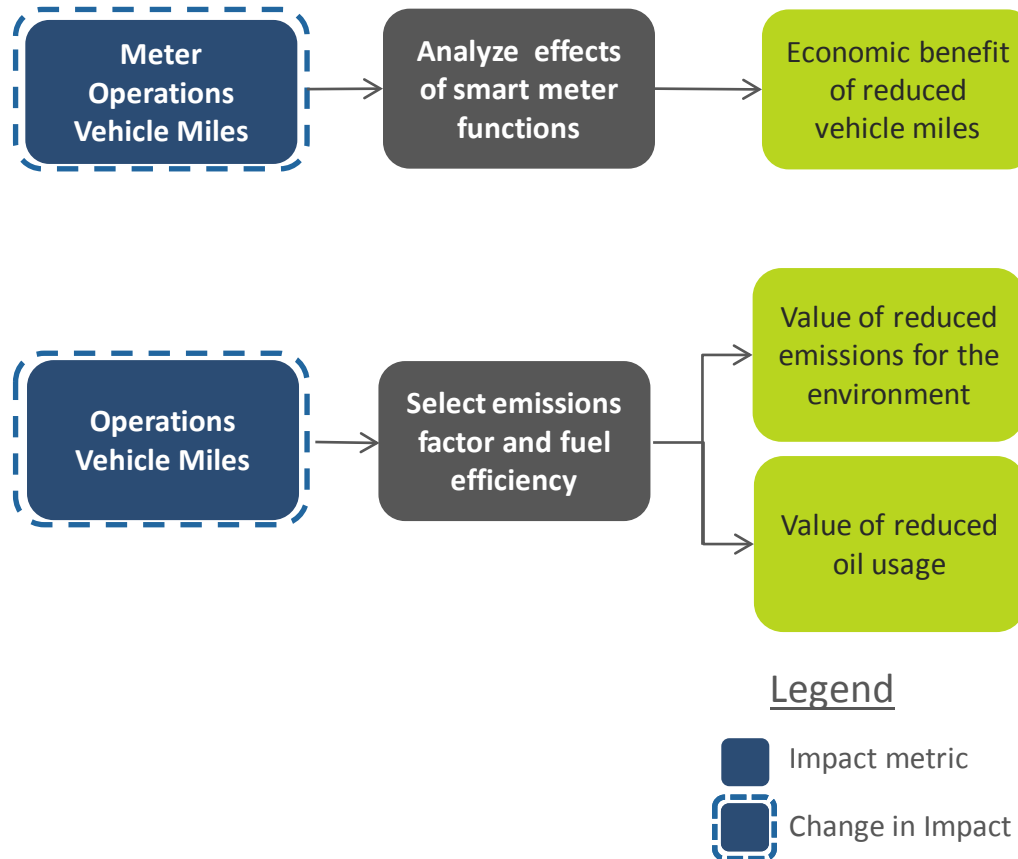 Meter
Operations
Vehicle Miles
Analyze effects
of smart meter
functions
Economic benefit
of reduced
vehicle miles
Operations
Vehicle Miles
Select emissions
factor and fuel
efficiency
Value of reduced
emissions for the
environment
Value of reduced
oil usage
Legend
Impact metric
Change in Impact